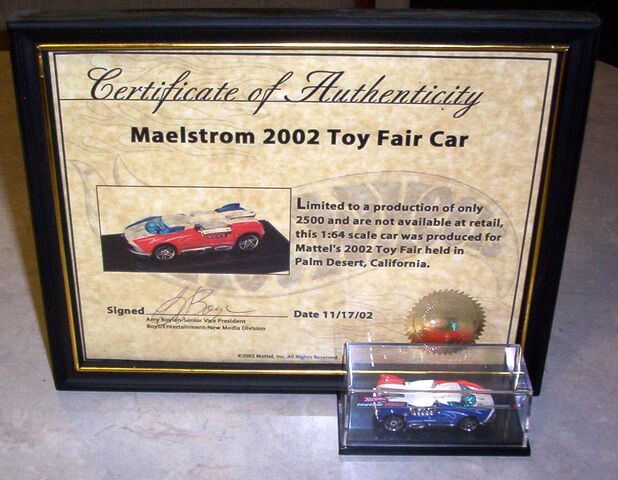 Certificate of Authenticity
Maelstrom 2002 Toy Fair Car
Limited to a production of only
2500 and are not available at retail,
this 1:64 scale car was produced for
Mattel's 2002 Toy Fair held in
Palm Desert, California.
Signed
Date 11/17/02
Amy Boylan-Senior Vice President
Boys/Entertainment-New Media Division
©2002 Mattel, Inc. All Rights Reserved.